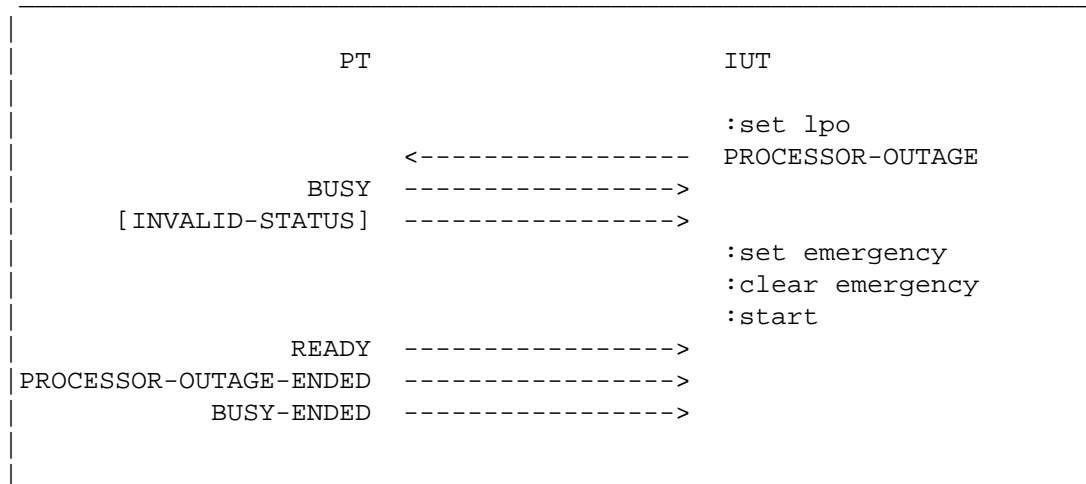 PT IUT
:set lpo
<------------------ PROCESSOR-OUTAGE
BUSY ----------------->
[INVALID-STATUS] ----------------->
:set emergency
:clear emergency
:start
READY ----------------->
PROCESSOR-OUTAGE-ENDED ----------------->
BUSY-ENDED ----------------->